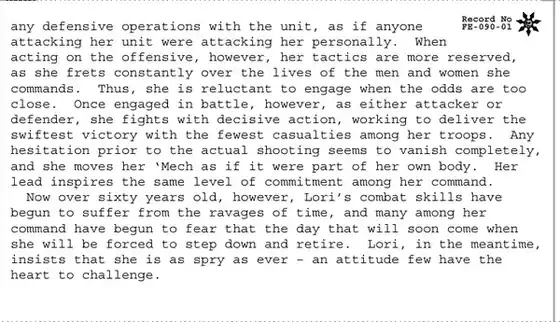 any defensive operations with the unit, as if anyone
Record No
PE-090-01
attacking her unit were attacking her personally. When
acting on the offensive, however, her tactics are more reserved,
as she frets constantly over the lives of the men and women she
commands. Thus, she is reluctant to engage when the odds are too
close. Once engaged in battle, however, as either attacker or
defender, she fights with decisive action, working to deliver the
swiftest victory with the fewest casualties among her troops. Any
hesitation prior to the actual shooting seems to vanish completely,
and she moves her ‘Mech as if it were part of her own body. Her
lead inspires the same level of commitment among her command.
Now over sixty years old, however, Lori’s combat skills have
begun to suffer from the ravages of time, and many among her
command have begun to fear that the day that will soon come when
she will be forced to step down and retire. Lori, in the meantime,
insists that she is as spry as ever – an attitude few have the
heart to challenge.